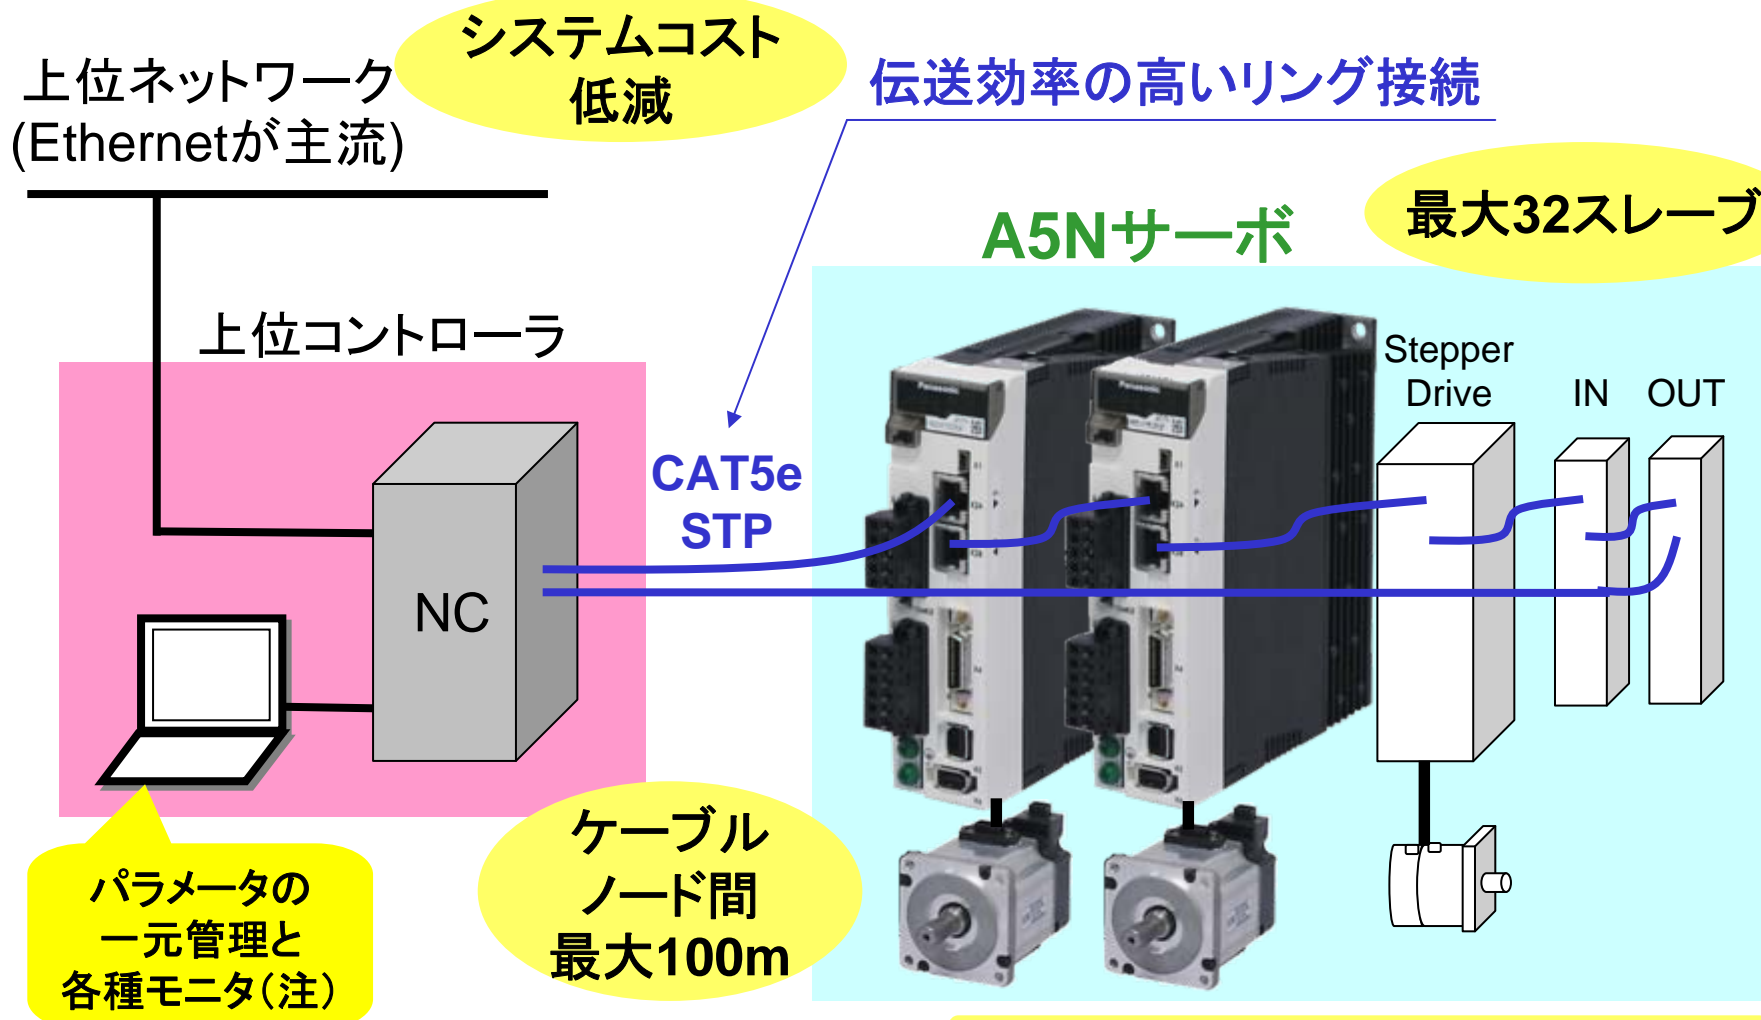 システムコスト
低減
上位ネットワーク
(Ethernetが主流)
伝送効率の高いリング接続
最大32スレーブ
A5Nサーボ
上位コントローラ
Stepper
Drive
IN
OUT
Panasonic
Panasonic
CAT5e
STP
NC
ケーブル
ノード間
最大100m
パラメータの
一元管理と
各種モニタ(注)